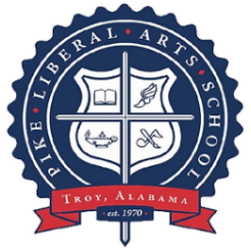 PIKE · LIBERAL · ARTS · SCHOOL
TROY, ALABAMA
· est. 1970 ·